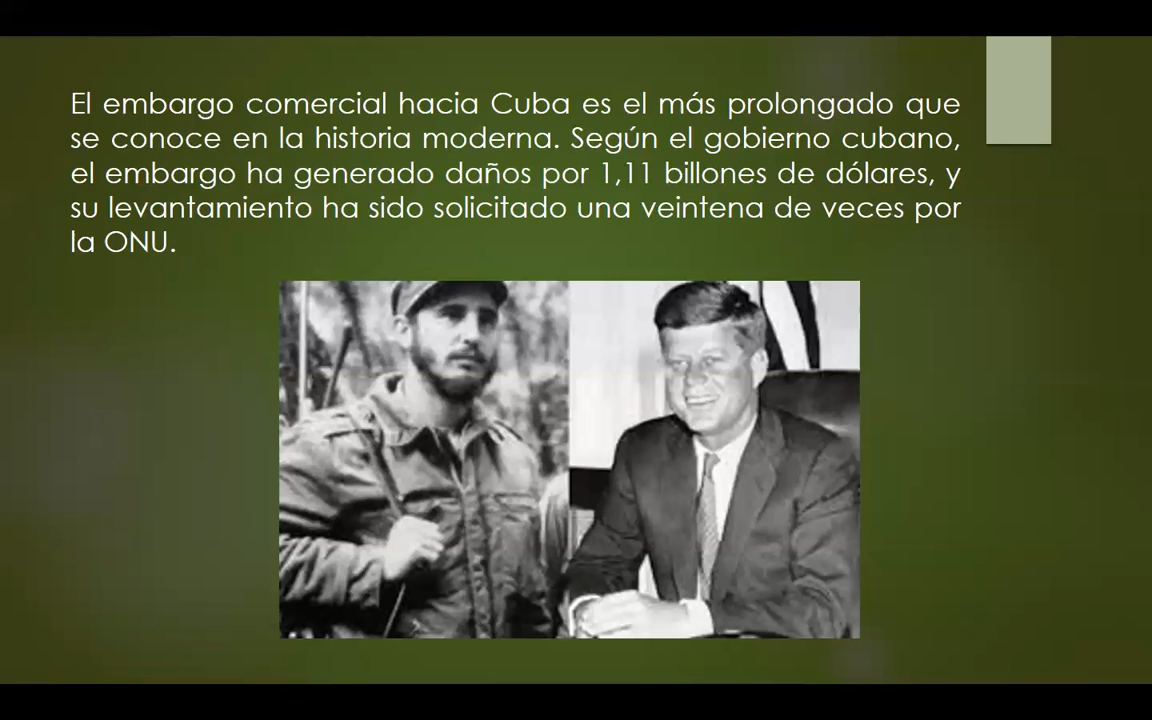 El embargo comercial hacia Cuba es el más prolongado que
se conoce en la historia moderna. Según el gobierno cubano,
el embargo ha generado daños por 1,11 billones de dólares, y
su levantamiento ha sido solicitado una veintena de veces por
la ONU.